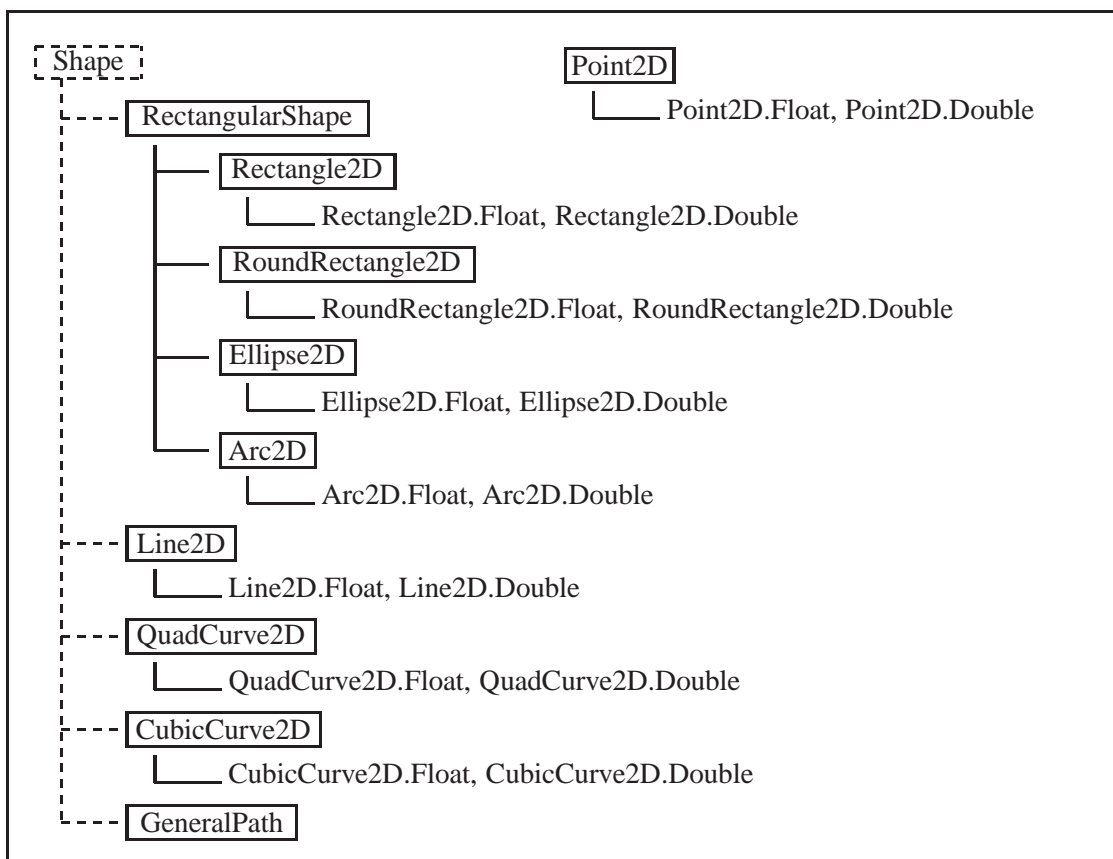 Shape
Point2D
RectangularShape
Point2D.Float, Point2D.Double
Rectangle2D
Rectangle2D.Float, Rectangle2D.Double
RoundRectangle2D
RoundRectangle2D.Float, RoundRectangle2D.Double
Ellipse2D
Ellipse2D.Float, Ellipse2D.Double
Arc2D
Arc2D.Float, Arc2D.Double
Line2D
Line2D.Float, Line2D.Double
QuadCurve2D
QuadCurve2D.Float, QuadCurve2D.Double
CubicCurve2D
CubicCurve2D.Float, CubicCurve2D.Double
GeneralPath